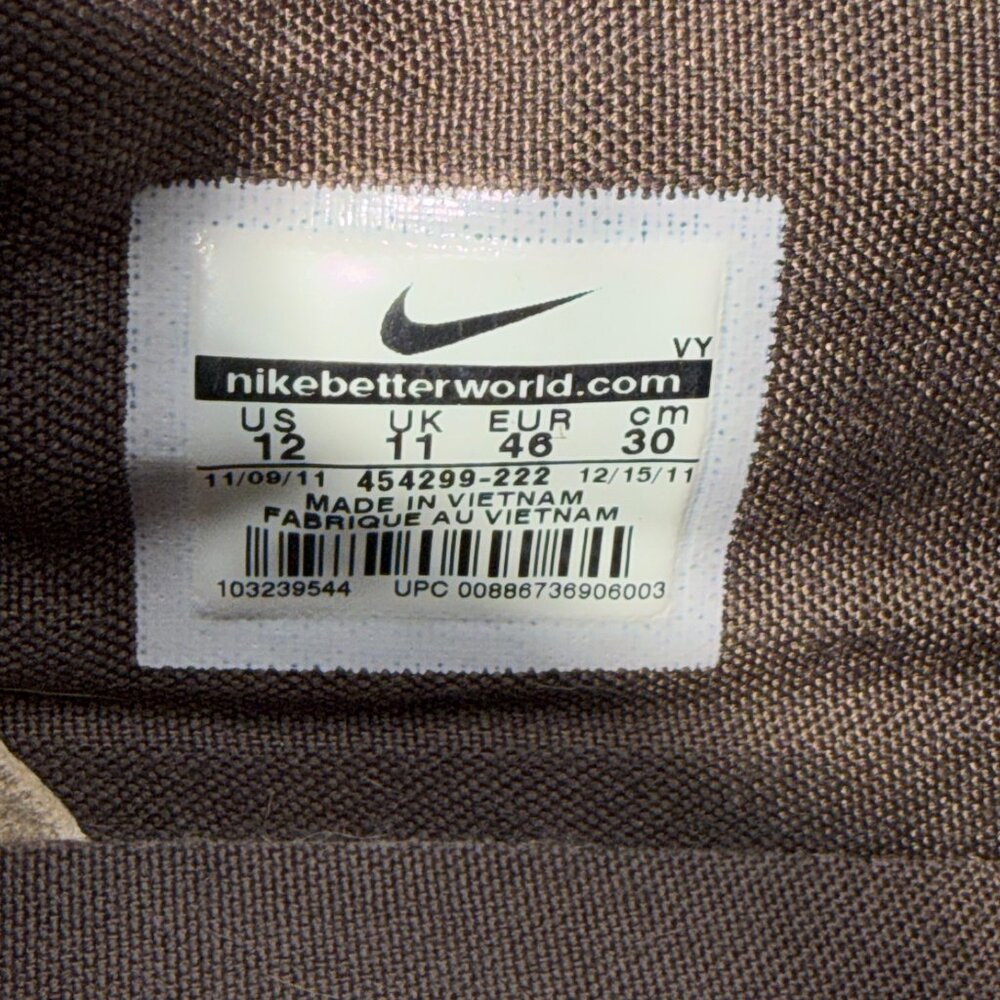 VY
nikebetterworld.com
US UK EUR cm
12 11 46 30
11/09/11 454299-222 12/15/11
MADE IN VIETNAM
FABRIQUE AU VIETNAM
103239544 UPC 00886736906003